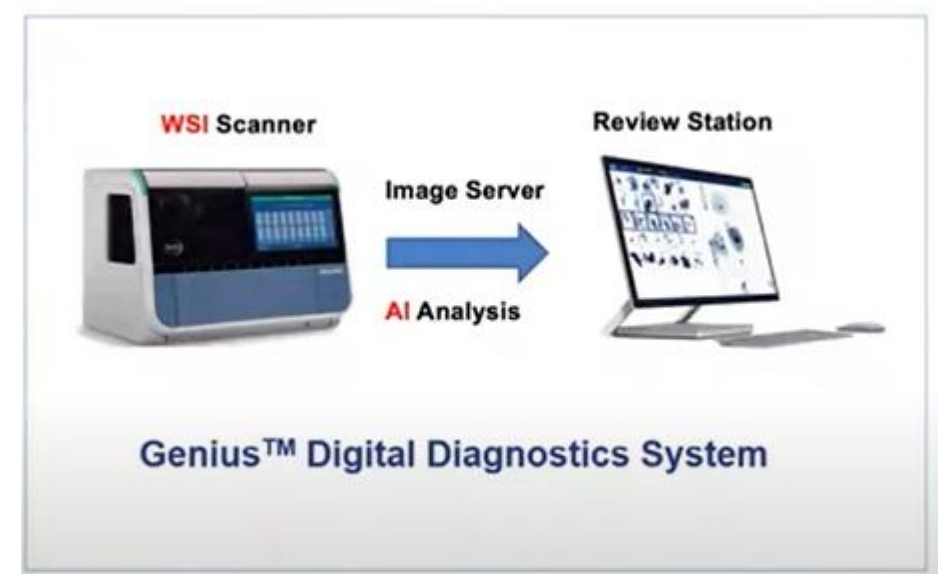 WSI Scanner
Review Station
Image Server
AI Analysis
Genius™ Digital Diagnostics System